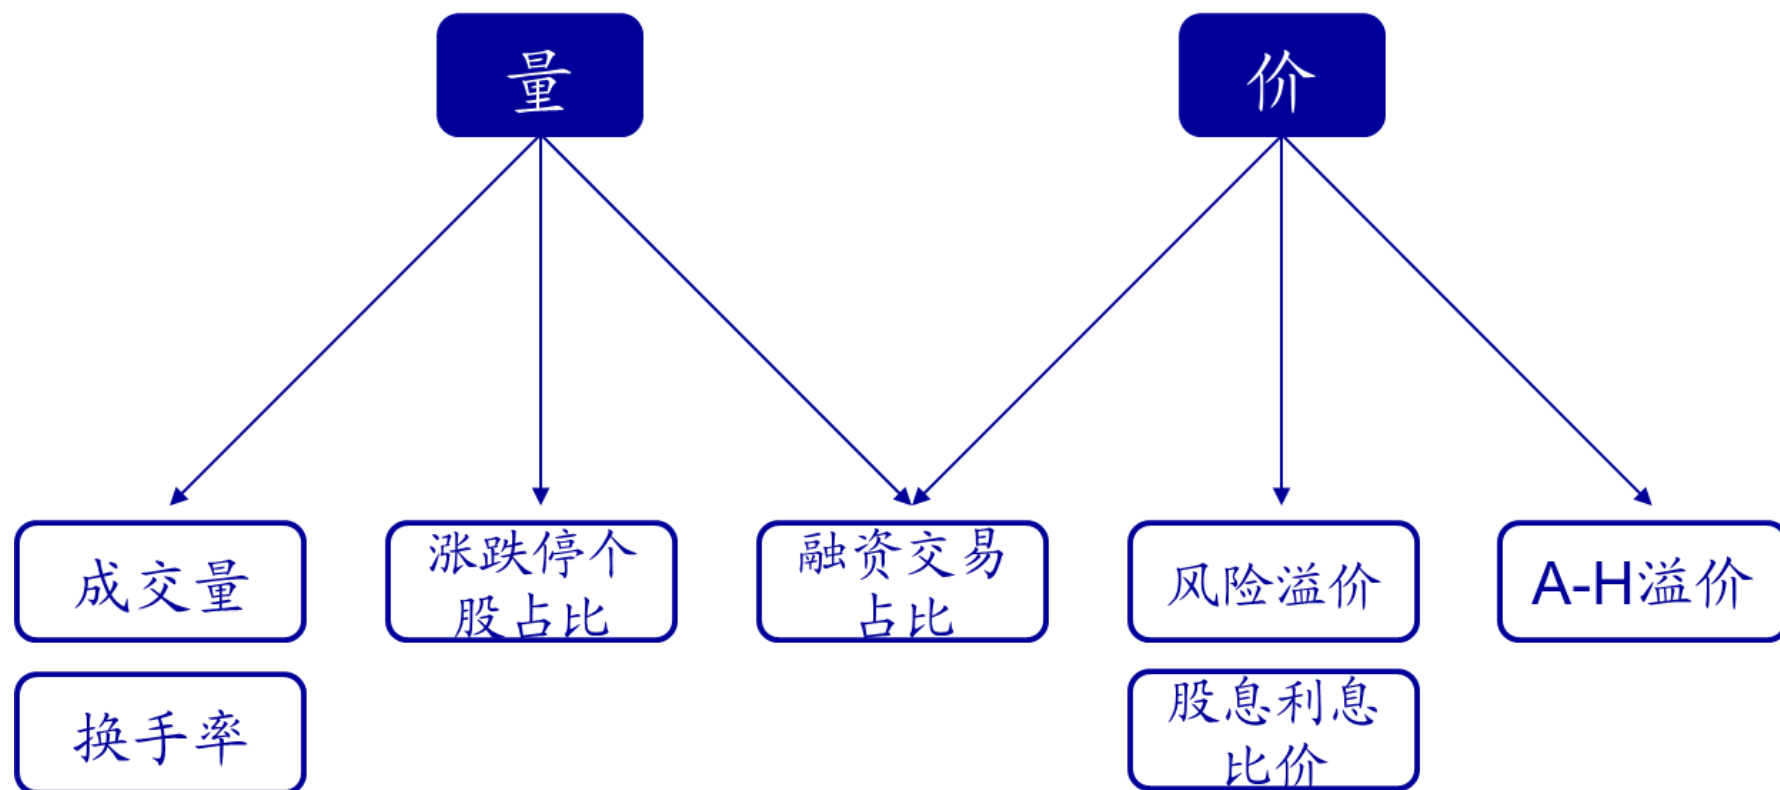 量
价
成交量
涨跌停个
股占比
融资交易
占比
风险溢价
A-H溢价
换手率
股息利息
比价